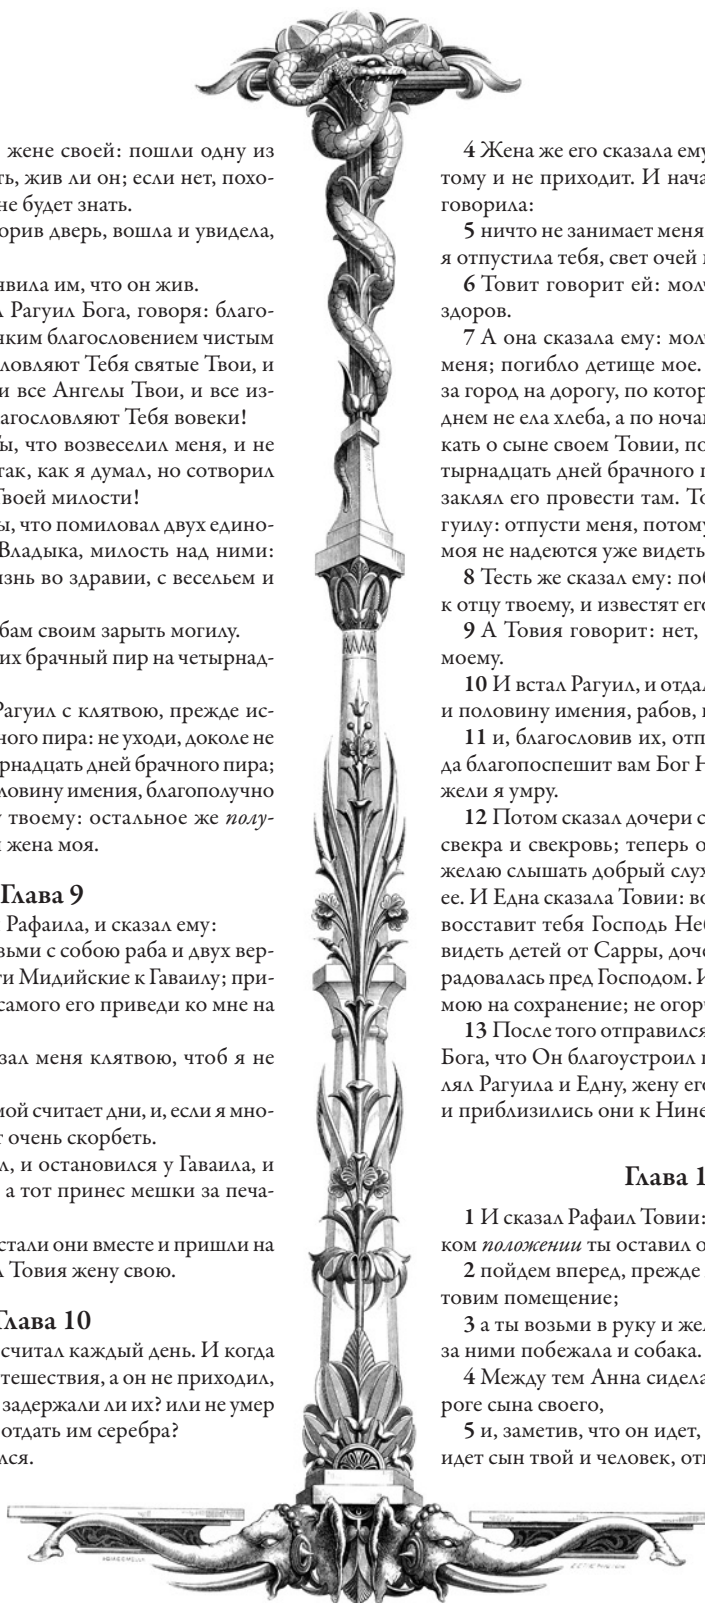 жене своей: пошли одну из
ть, жив ли он; если нет, похо-
не будет знать.
орив дверь, вошла и увидела,
явила им, что он жив.
л Рагуил Бога, говоря: благо-
яким благословением чистым
ловляют Тебя святые Твои, и
и все Ангелы Твои, и все из-
лагословляют Тебя вовеки!
Ты, что возвеселил меня, и не
так, как я думал, но сотворил
Твоей милости!
ы, что помиловал двух едино-
Владыка, милость над ними:
изнь во здравии, с весельем и
бам своим зарыть могилу.
их брачный пир на четырнад-
Рагуил с клятвою, прежде ис-
ного пира: не уходи, доколе не
рнадцать дней брачного пира;
ловину имения, благополучно
у твоему: остальное же полу-
и жена моя.
Глава 9
Рафаила, и сказал ему:
зьми с собою раба и двух вер-
ги Мидийские к Гаваилу; при-
самого его приведи ко мне на
зал меня клятвою, чтоб я не
мой считает дни, и, если я мно-
т очень скорбеть.
л, и остановился у Гаваила, и
а тот принес мешки за печа-
стали они вместе и пришли на
л Товия жену свою.
Глава 10
считал каждый день. И когда
тешествия, а он не приходил,
задержали ли их? или не умер
отдать им серебра?
лся.
4 Жена же его сказала ему
тому и не приходит. И нача
говорила:
5 ничто не занимает меня
я отпустила тебя, свет очей м
6 Товит говорит ей: мол
здоров.
7 А она сказала ему: мол
меня; погибло детище мое.
за город на дорогу, по котор
днем не ела хлеба, а по ноча
кать о сыне своем Товии, по
тырнадцать дней брачного п
заклял его провести там. То
гуилу: отпусти меня, потому
моя не надеются уже видеть
8 Тесть же сказал ему: поб
к отцу твоему, и известят ег
9 А Товия говорит: нет,
моему.
10 И встал Рагуил, и отдал
и половину имения, рабов,
11 и, благословив их, отп
да благопоспешит вам Бог Н
жели я умру.
12 Потом сказал дочери с
свекра и свекровь; теперь о
желаю слышать добрый слу
ее. И Една сказала Товии: во
восставит тебя Господь Неб
видеть детей от Сарры, доче
радовалась пред Господом. И
мою на сохранение; не огорч
13 После того отправился
Бога, что Он благоустроил п
лял Рагуила и Едну, жену его
и приблизились они к Нине
Глава 1
1 И сказал Рафаил Товии:
ком положении ты оставил о
2 пойдем вперед, прежде
товим помещение;
3 а ты возьми в руку и жел
за ними побежала и собака.
4 Между тем Анна сидела
роге сына своего,
5 и, заметив, что он идет,
идет сын твой и человек, отп